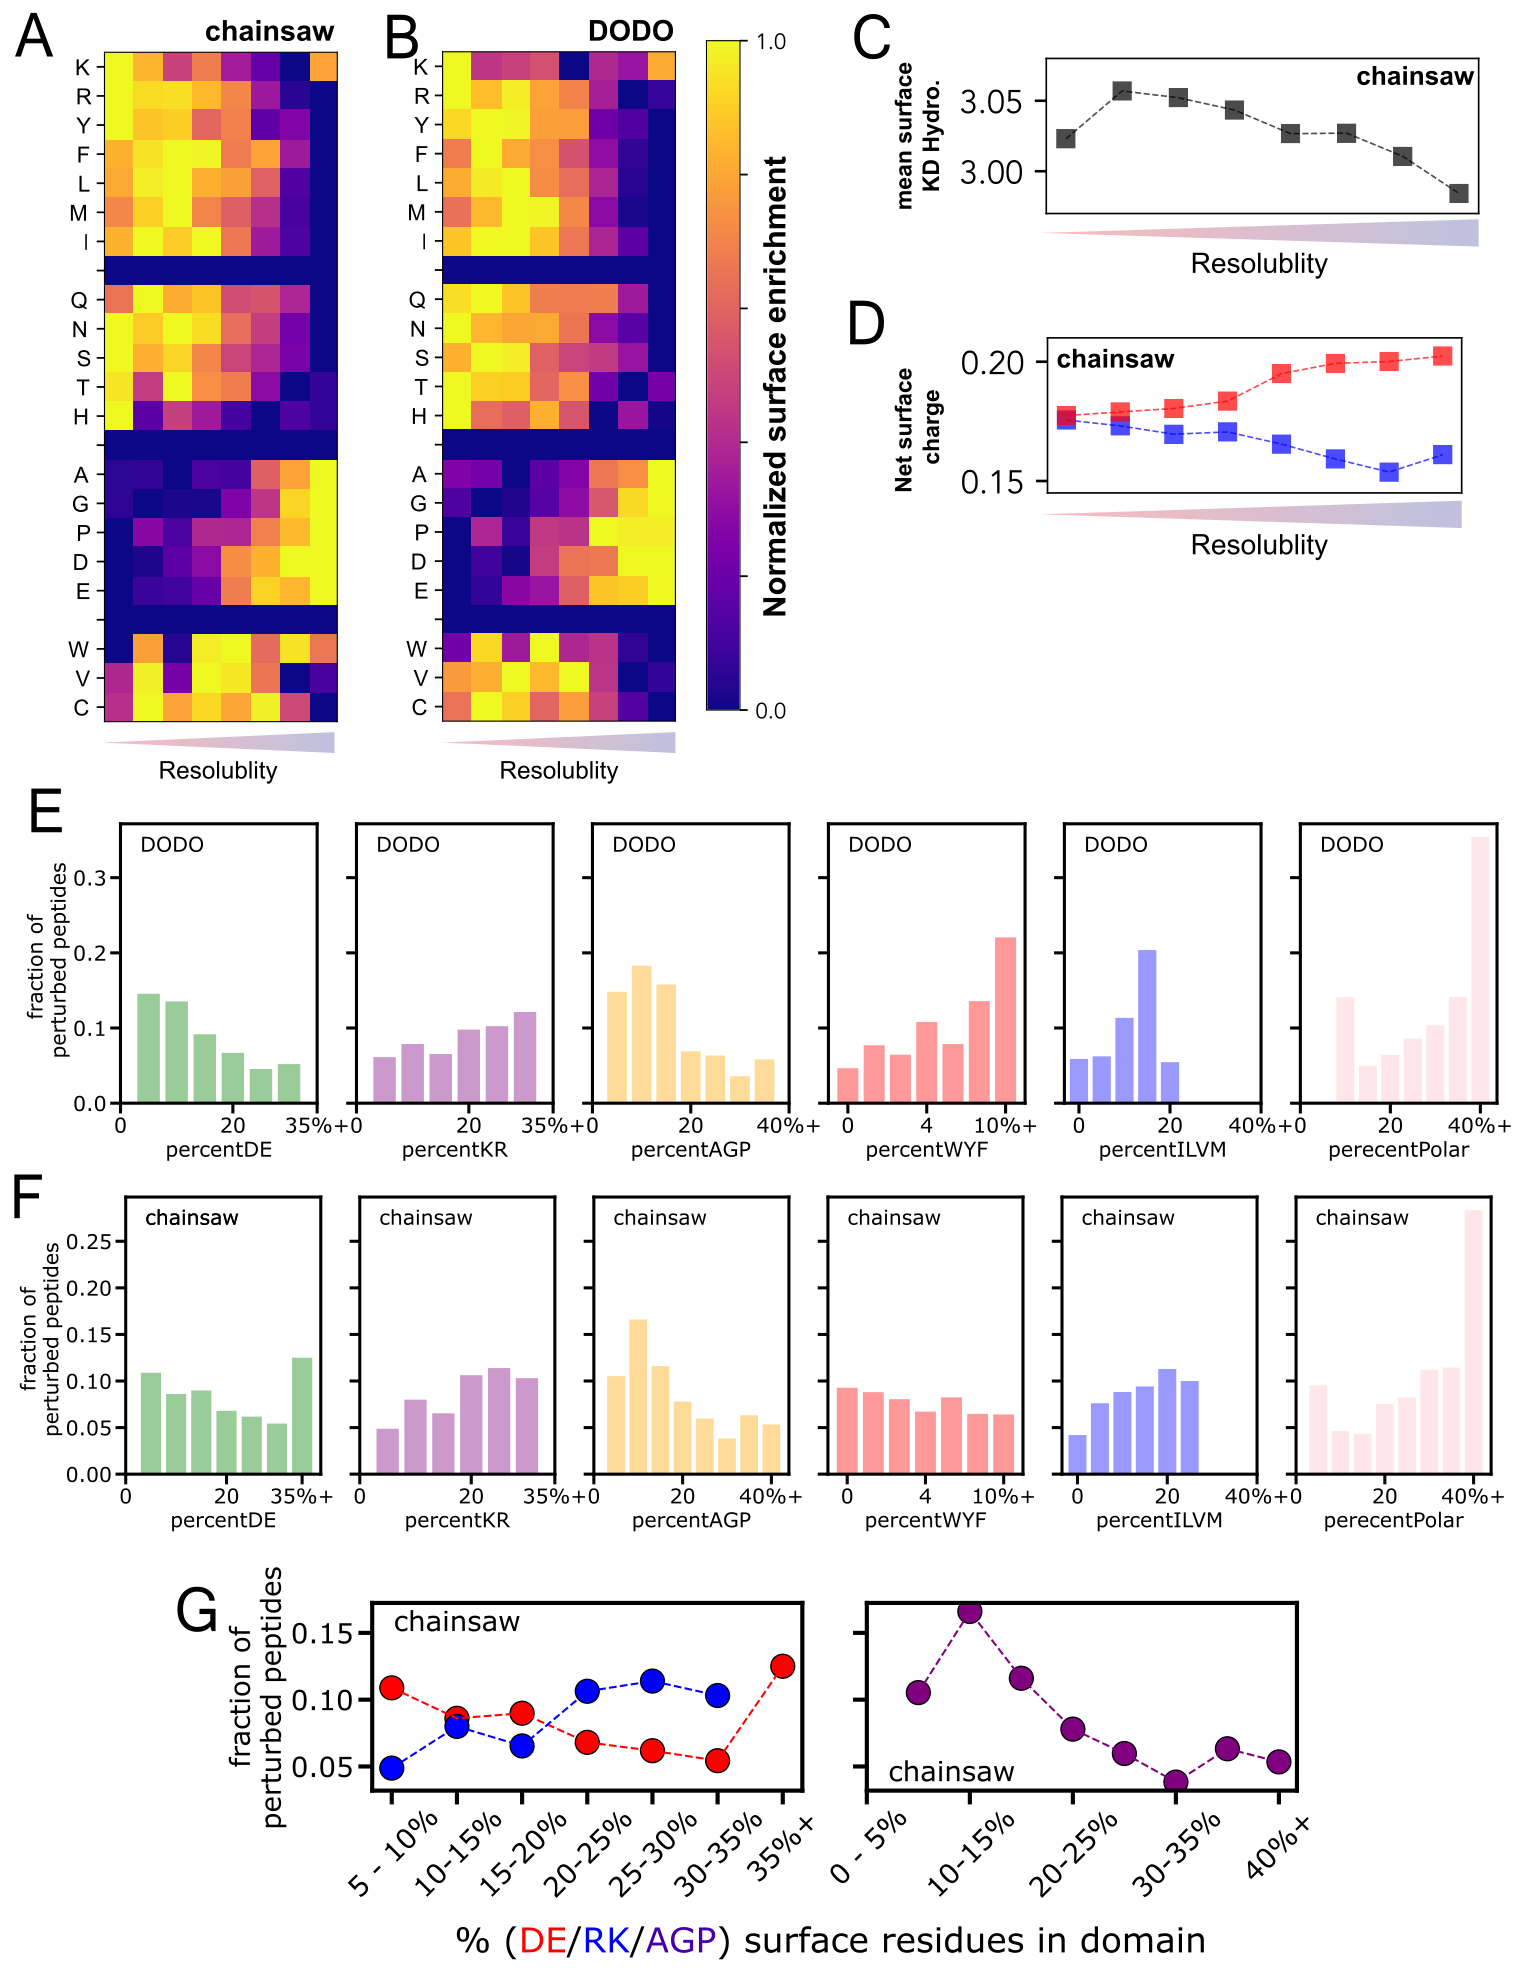 A
chainsaw
K
R
Y
F
L
M
I
-
Q
N
S
T
H
-
A
G
P
D
E
-
W
V
C
Resolublity
B
DODO
K
R
Y
F
L
M
I
-
Q
N
S
T
H
-
A
G
P
D
E
-
W
V
C
Resolublity
1.0
0.0
Normalized surface enrichment
C
chainsaw
mean surface
KD Hydro.
3.05
3.00
Resolublity
D
chainsaw
Net surface
charge
0.20
0.15
Resolublity
E
fraction of
perturbed peptides
0.3
0.2
0.1
0.0
DODO
0 20 35%+
percentDE
DODO
0 20 35%+
percentKR
DODO
0 20 40%+
percentAGP
DODO
0 4 10%+
percentWYF
DODO
0 20 40%+
percentILVM
DODO
0 20 40%+
perecentPolar
F
fraction of
perturbed peptides
0.25
0.20
0.15
0.10
0.05
0.00
chainsaw
0 20 35%+
percentDE
chainsaw
0 20 35%+
percentKR
chainsaw
0 20 40%+
percentAGP
chainsaw
0 4 10%+
percentWYF
chainsaw
0 20 40%+
percentILVM
chainsaw
0 20 40%+
perecentPolar
G
fraction of
perturbed peptides
0.15
0.10
0.05
chainsaw
5 - 10%
10-15%
15-20%
20-25%
25-30%
30-35%
35%+
chainsaw
0 - 5%
10-15%
20-25%
30-35%
40%+
% (DE/RK/AGP) surface residues in domain